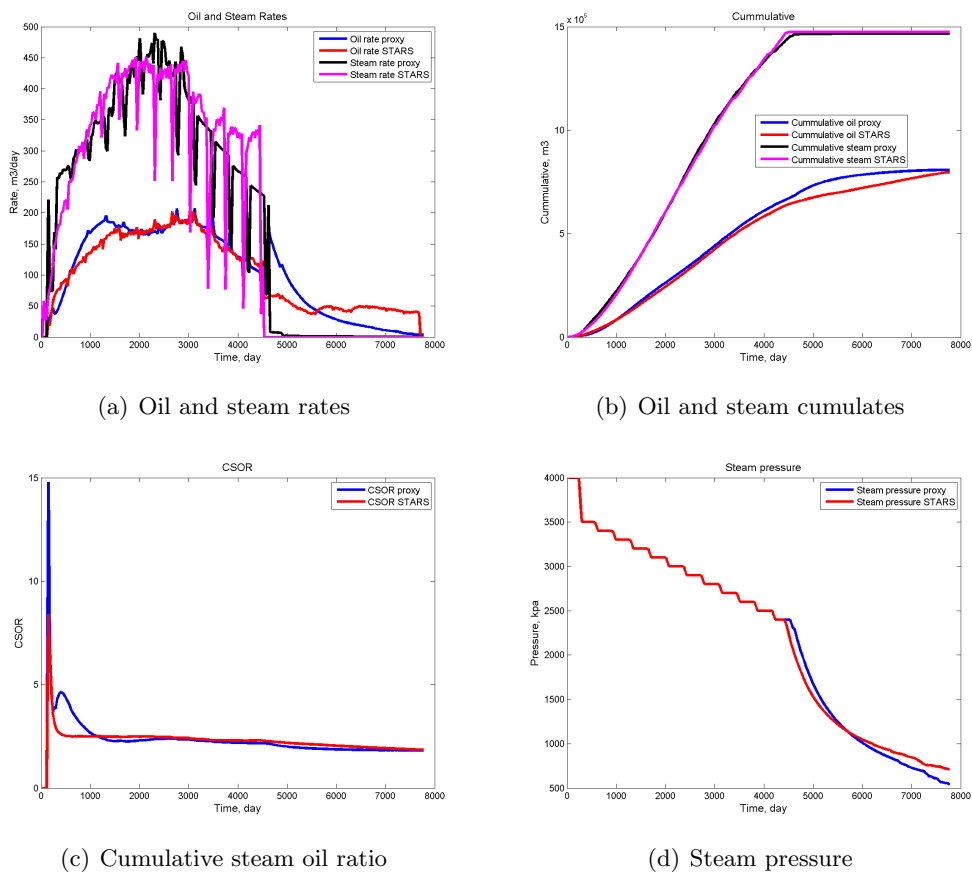 Oil and Steam Rates
Oil rate proxy
Oil rate STARS
Steam rate proxy
Steam rate STARS
500
450
400
350
300
250
200
150
100
50
0
Rate, m3/day
0 1000 2000 3000 4000 5000 6000 7000 8000
Time, day
(a) Oil and steam rates
Cummulative
x 10^5
15
10
5
0
Cummulative, m3
Cummulative oil proxy
Cummulative oil STARS
Cummulative steam proxy
Cummulative steam STARS
0 1000 2000 3000 4000 5000 6000 7000 8000
Time, day
(b) Oil and steam cumulates
CSOR
CSOR proxy
CSOR STARS
15
10
5
0
CSOR
0 1000 2000 3000 4000 5000 6000 7000 8000
Time, day
(c) Cumulative steam oil ratio
Steam pressure
Steam pressure proxy
Steam pressure STARS
4000
3500
3000
2500
2000
1500
1000
500
Pressure, kpa
0 1000 2000 3000 4000 5000 6000 7000 8000
Time, day
(d) Steam pressure